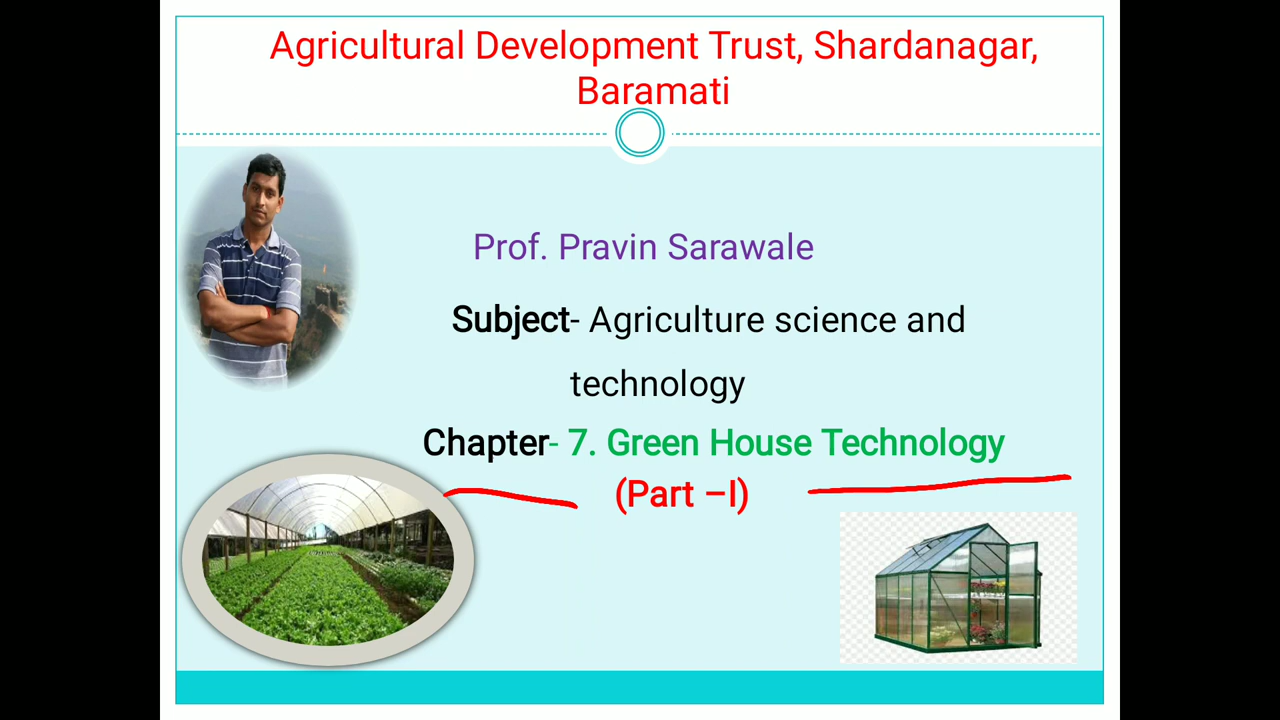 Agricultural Development Trust, Shardanagar,
Baramati
Prof. Pravin Sarawale
Subject- Agriculture science and
technology
Chapter- 7. Green House Technology
(Part –I)